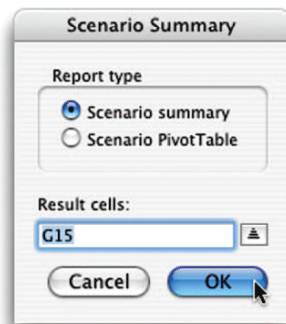 Scenario Summary
Report type
Scenario summary
Scenario PivotTable
Result cells:
G15
Cancel OK